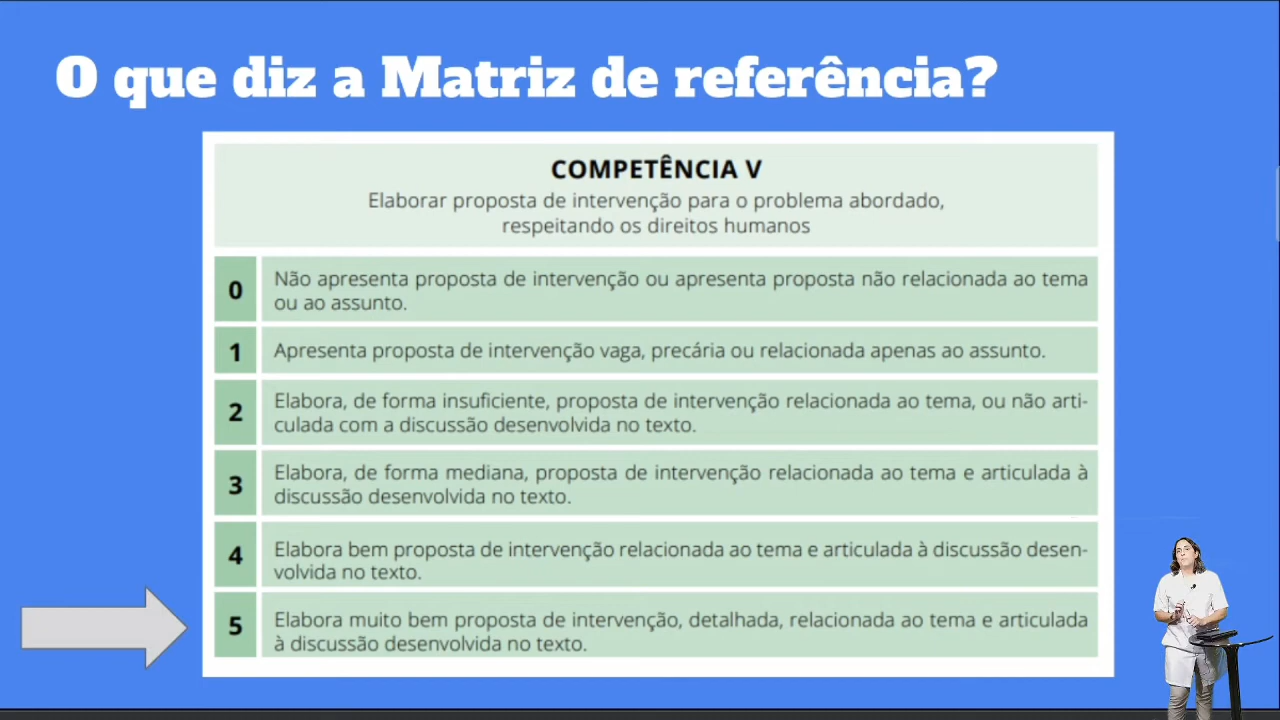 O que diz a Matriz de referência?
COMPETÊNCIA V
Elaborar proposta de intervenção para o problema abordado,
respeitando os direitos humanos
0
Não apresenta proposta de intervenção ou apresenta proposta não relacionada ao tema
ou ao assunto.
1
Apresenta proposta de intervenção vaga, precária ou relacionada apenas ao assunto.
2
Elabora, de forma insuficiente, proposta de intervenção relacionada ao tema, ou não arti-
culada com a discussão desenvolvida no texto.
3
Elabora, de forma mediana, proposta de intervenção relacionada ao tema e articulada à
discussão desenvolvida no texto.
4
Elabora bem proposta de intervenção relacionada ao tema e articulada à discussão desen-
volvida no texto.
5
Elabora muito bem proposta de intervenção, detalhada, relacionada ao tema e articulada
à discussão desenvolvida no texto.